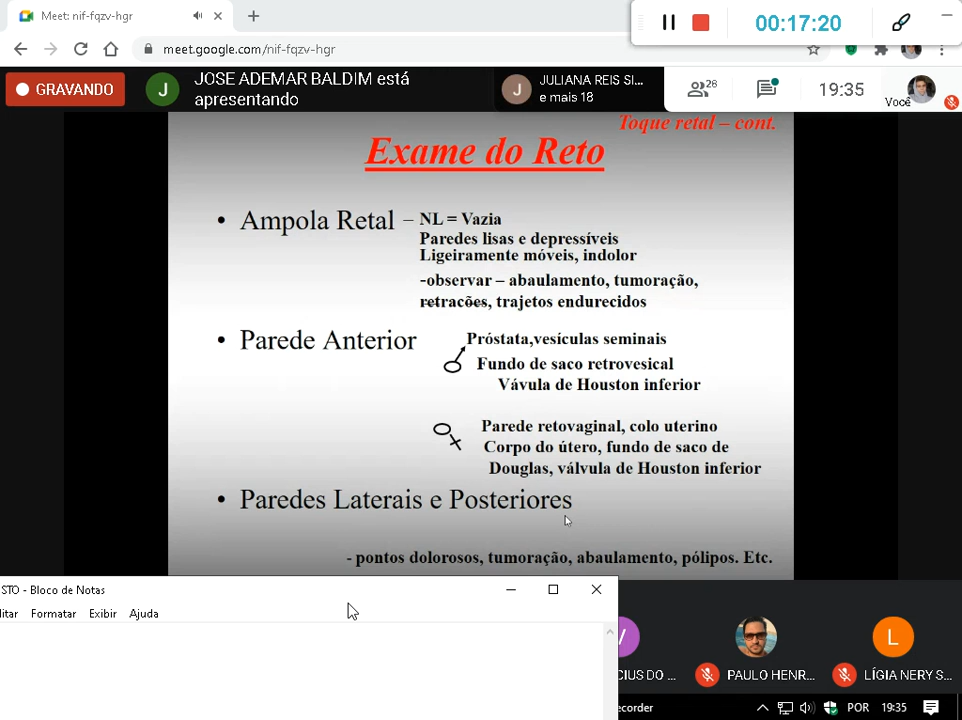 Meet: nif-fqzv-hgr
00:17:20
meet.google.com/nif-fqzv-hgr
GRAVANDO
J
JOSE ADEMAR BALDIM está
apresentando
J
JULIANA REIS SI...
e mais 18
28
19:35
Você
Toque retal – cont.
Exame do Reto
• Ampola Retal – NL = Vazia
Paredes lisas e depressíveis
Ligeiramente móveis, indolor
-observar – abaulamento, tumoração,
retracões, trajetos endurecidos
• Parede Anterior
Próstata,vesículas seminais
Fundo de saco retrovesical
Vávula de Houston inferior
Parede retovaginal, colo uterino
Corpo do útero, fundo de saco de
Douglas, válvula de Houston inferior
• Paredes Laterais e Posteriores
- pontos dolorosos, tumoração, abaulamento, pólipos. Etc.
STO - Bloco de Notas
itar Formatar Exibir Ajuda
V
L
CIUS DO ...
PAULO HENR...
LÍGIA NERY S...
ecorder
POR
19:35